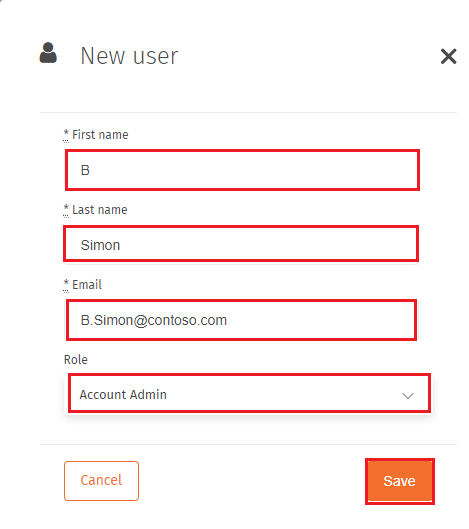 New user
* First name
B
* Last name
Simon
* Email
B.Simon@contoso.com
Role
Account Admin
Cancel
Save